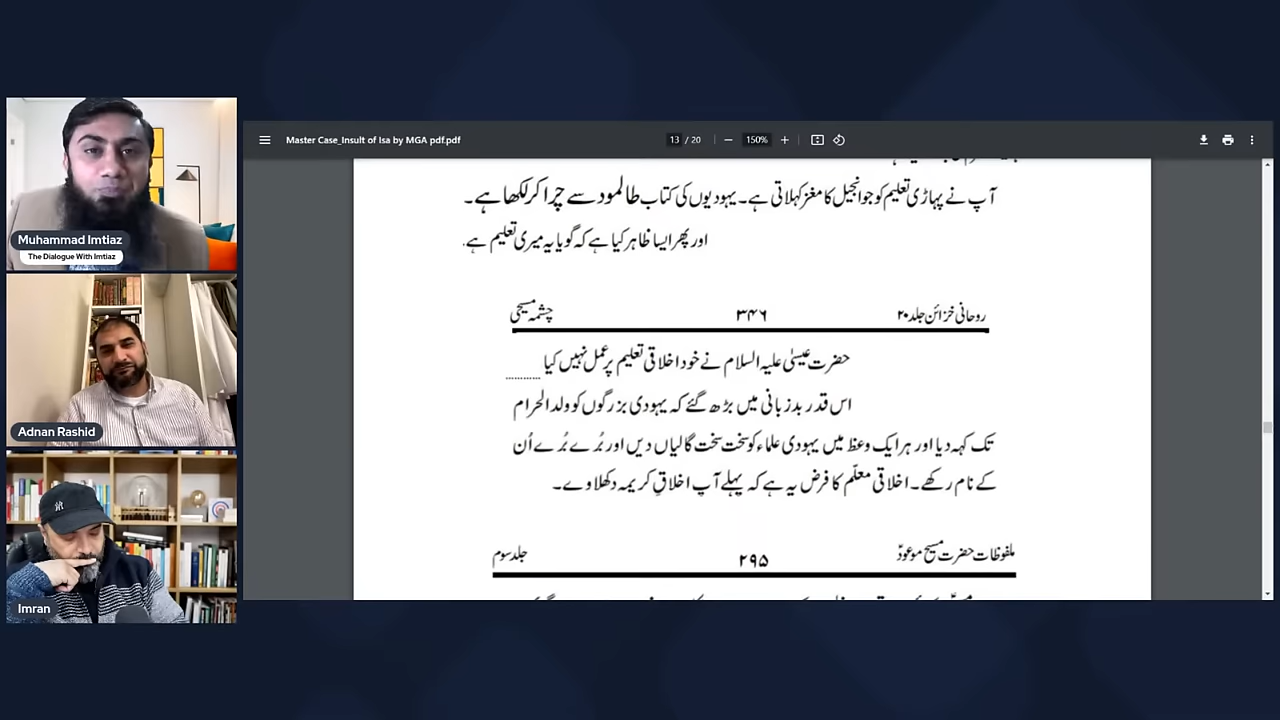 Master Case_Insult of Isa by MGA pdf.pdf
13 / 20
150%
آپ نے پہاڑی تعلیم کو جو انجیل کا مغز کہلاتی ہے۔ یہودیوں کی کتاب طالمود سے چرا کر لکھا ہے۔
اور پھر ایسا ظاہر کیا ہے کہ گویا یہ میری تعلیم ہے
روحانی خزائن جلد ۲۰
۳۴۶
چشمہ مسیحی
حضرت عیسیٰ علیہ السلام نے خود اخلاقی تعلیم پر عمل نہیں کیا ............
اس قدر بدزبانی میں بڑھ گئے کہ یہودی بزرگوں کو ولد الحرام
تک کہہ دیا اور ہر ایک وعظ میں یہودی علماء کو سخت سخت گالیاں دیں اور بُرے بُرے اُن
کے نام رکھے۔ اخلاقی معلّم کا فرض یہ ہے کہ پہلے آپ اخلاقِ کریمہ دکھلاوے۔
ملفوظات حضرت مسیح موعودؑ
۲۹۵
جلد سوم
Muhammad Imtiaz
The Dialogue With Imtiaz
Adnan Rashid
Imran